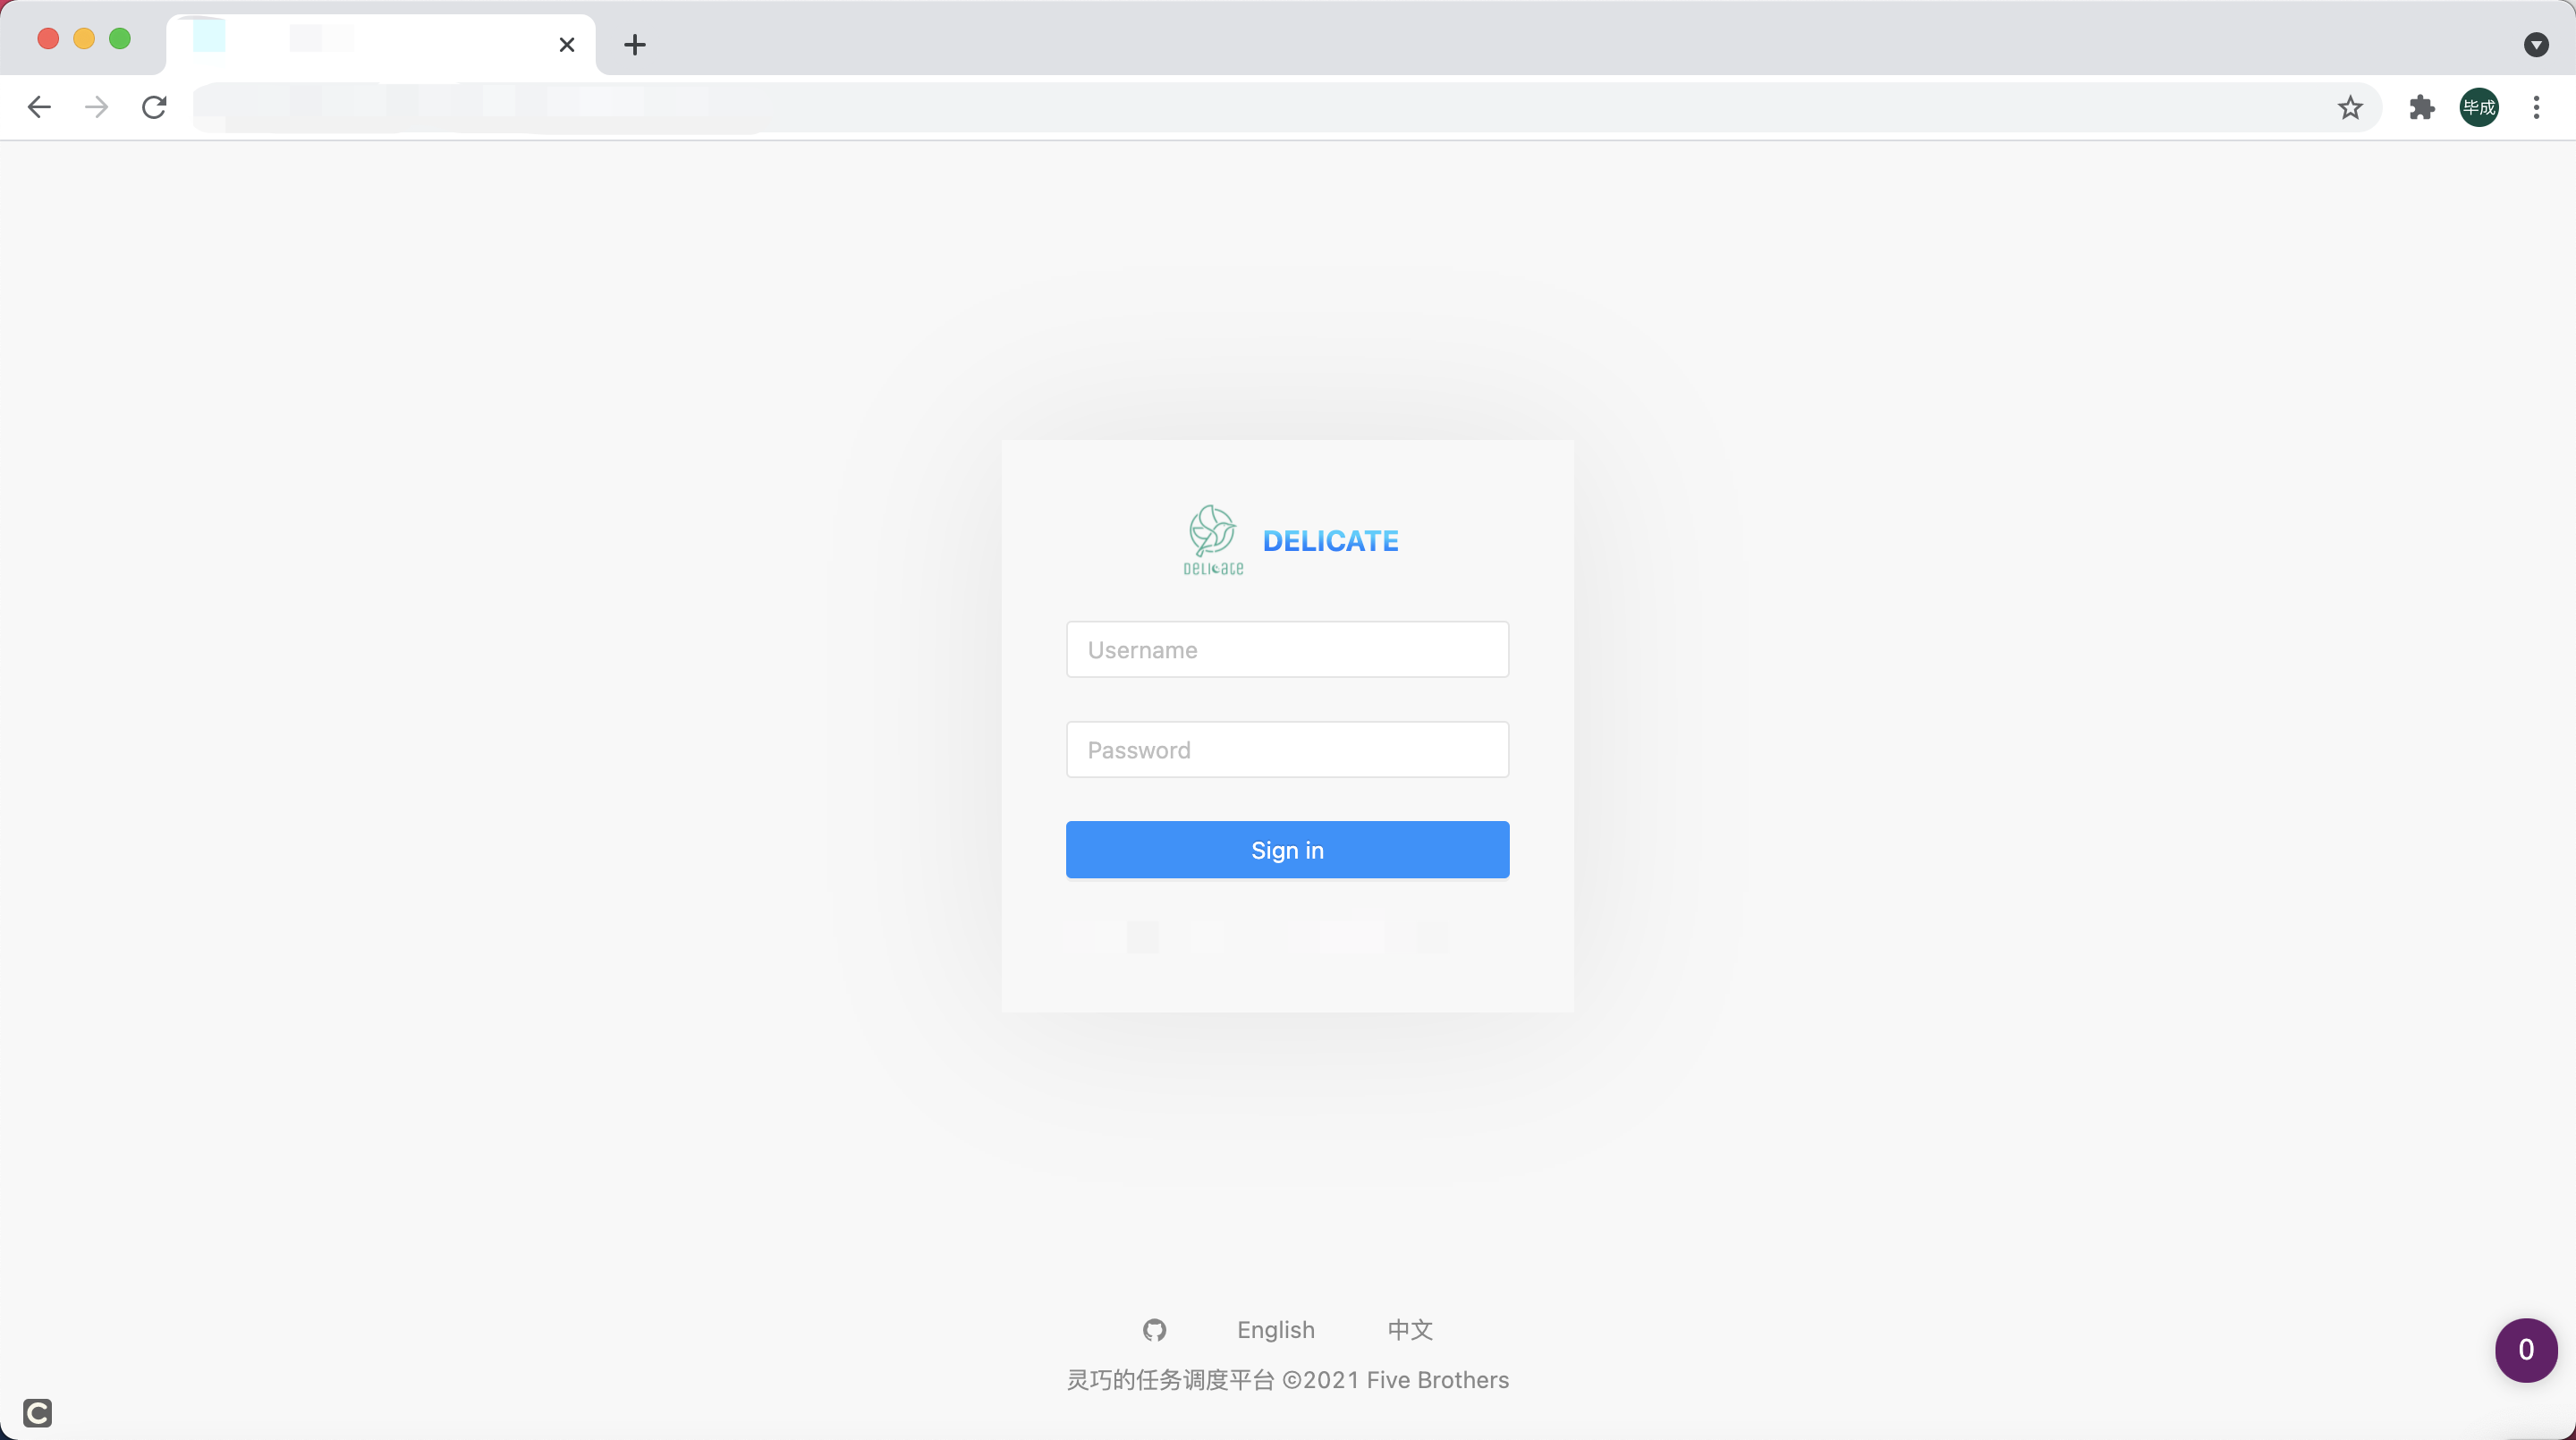 毕成
DELICATE
DELICATE
Username
Password
Sign in
English 中文
灵巧的任务调度平台 ©2021 Five Brothers
0
C